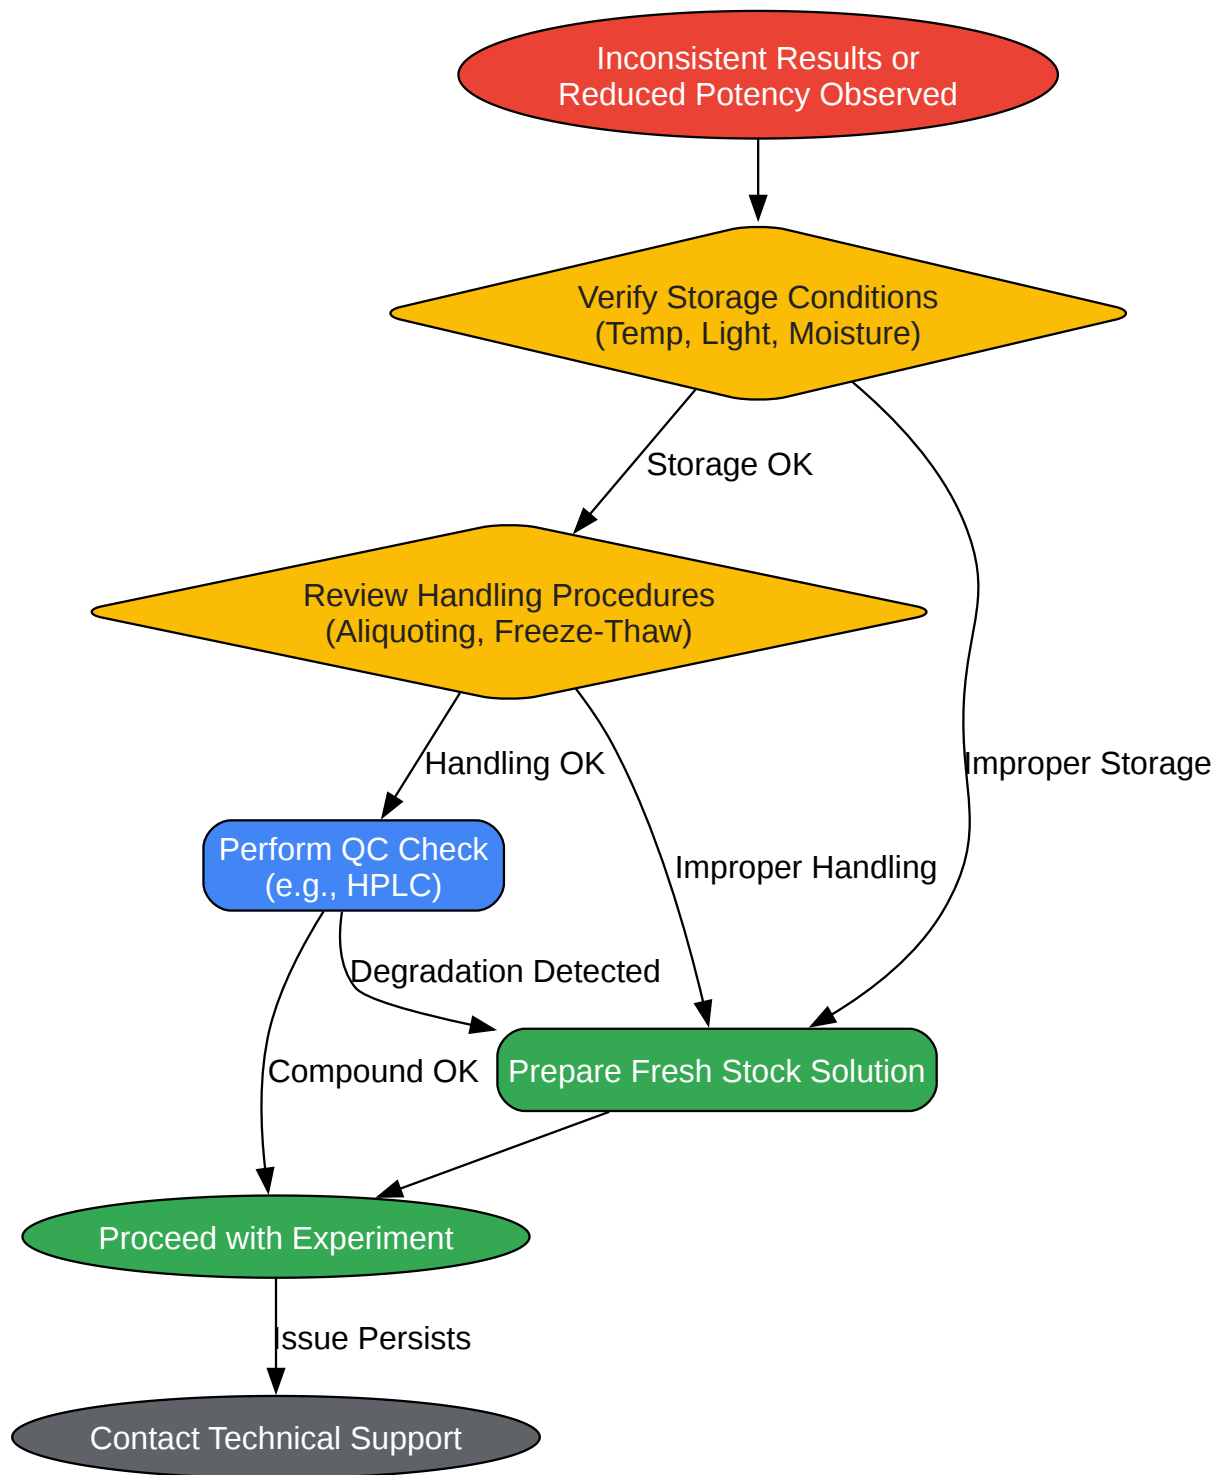 Inconsistent Results or
Reduced Potency Observed
Verify Storage Conditions
(Temp, Light, Moisture)
Storage OK
Review Handling Procedures
(Aliquoting, Freeze-Thaw)
Handling OK
Improper Storage
Perform QC Check
(e.g., HPLC)
Improper Handling
Degradation Detected
Compound OK
Prepare Fresh Stock Solution
Proceed with Experiment
Issue Persists
Contact Technical Support